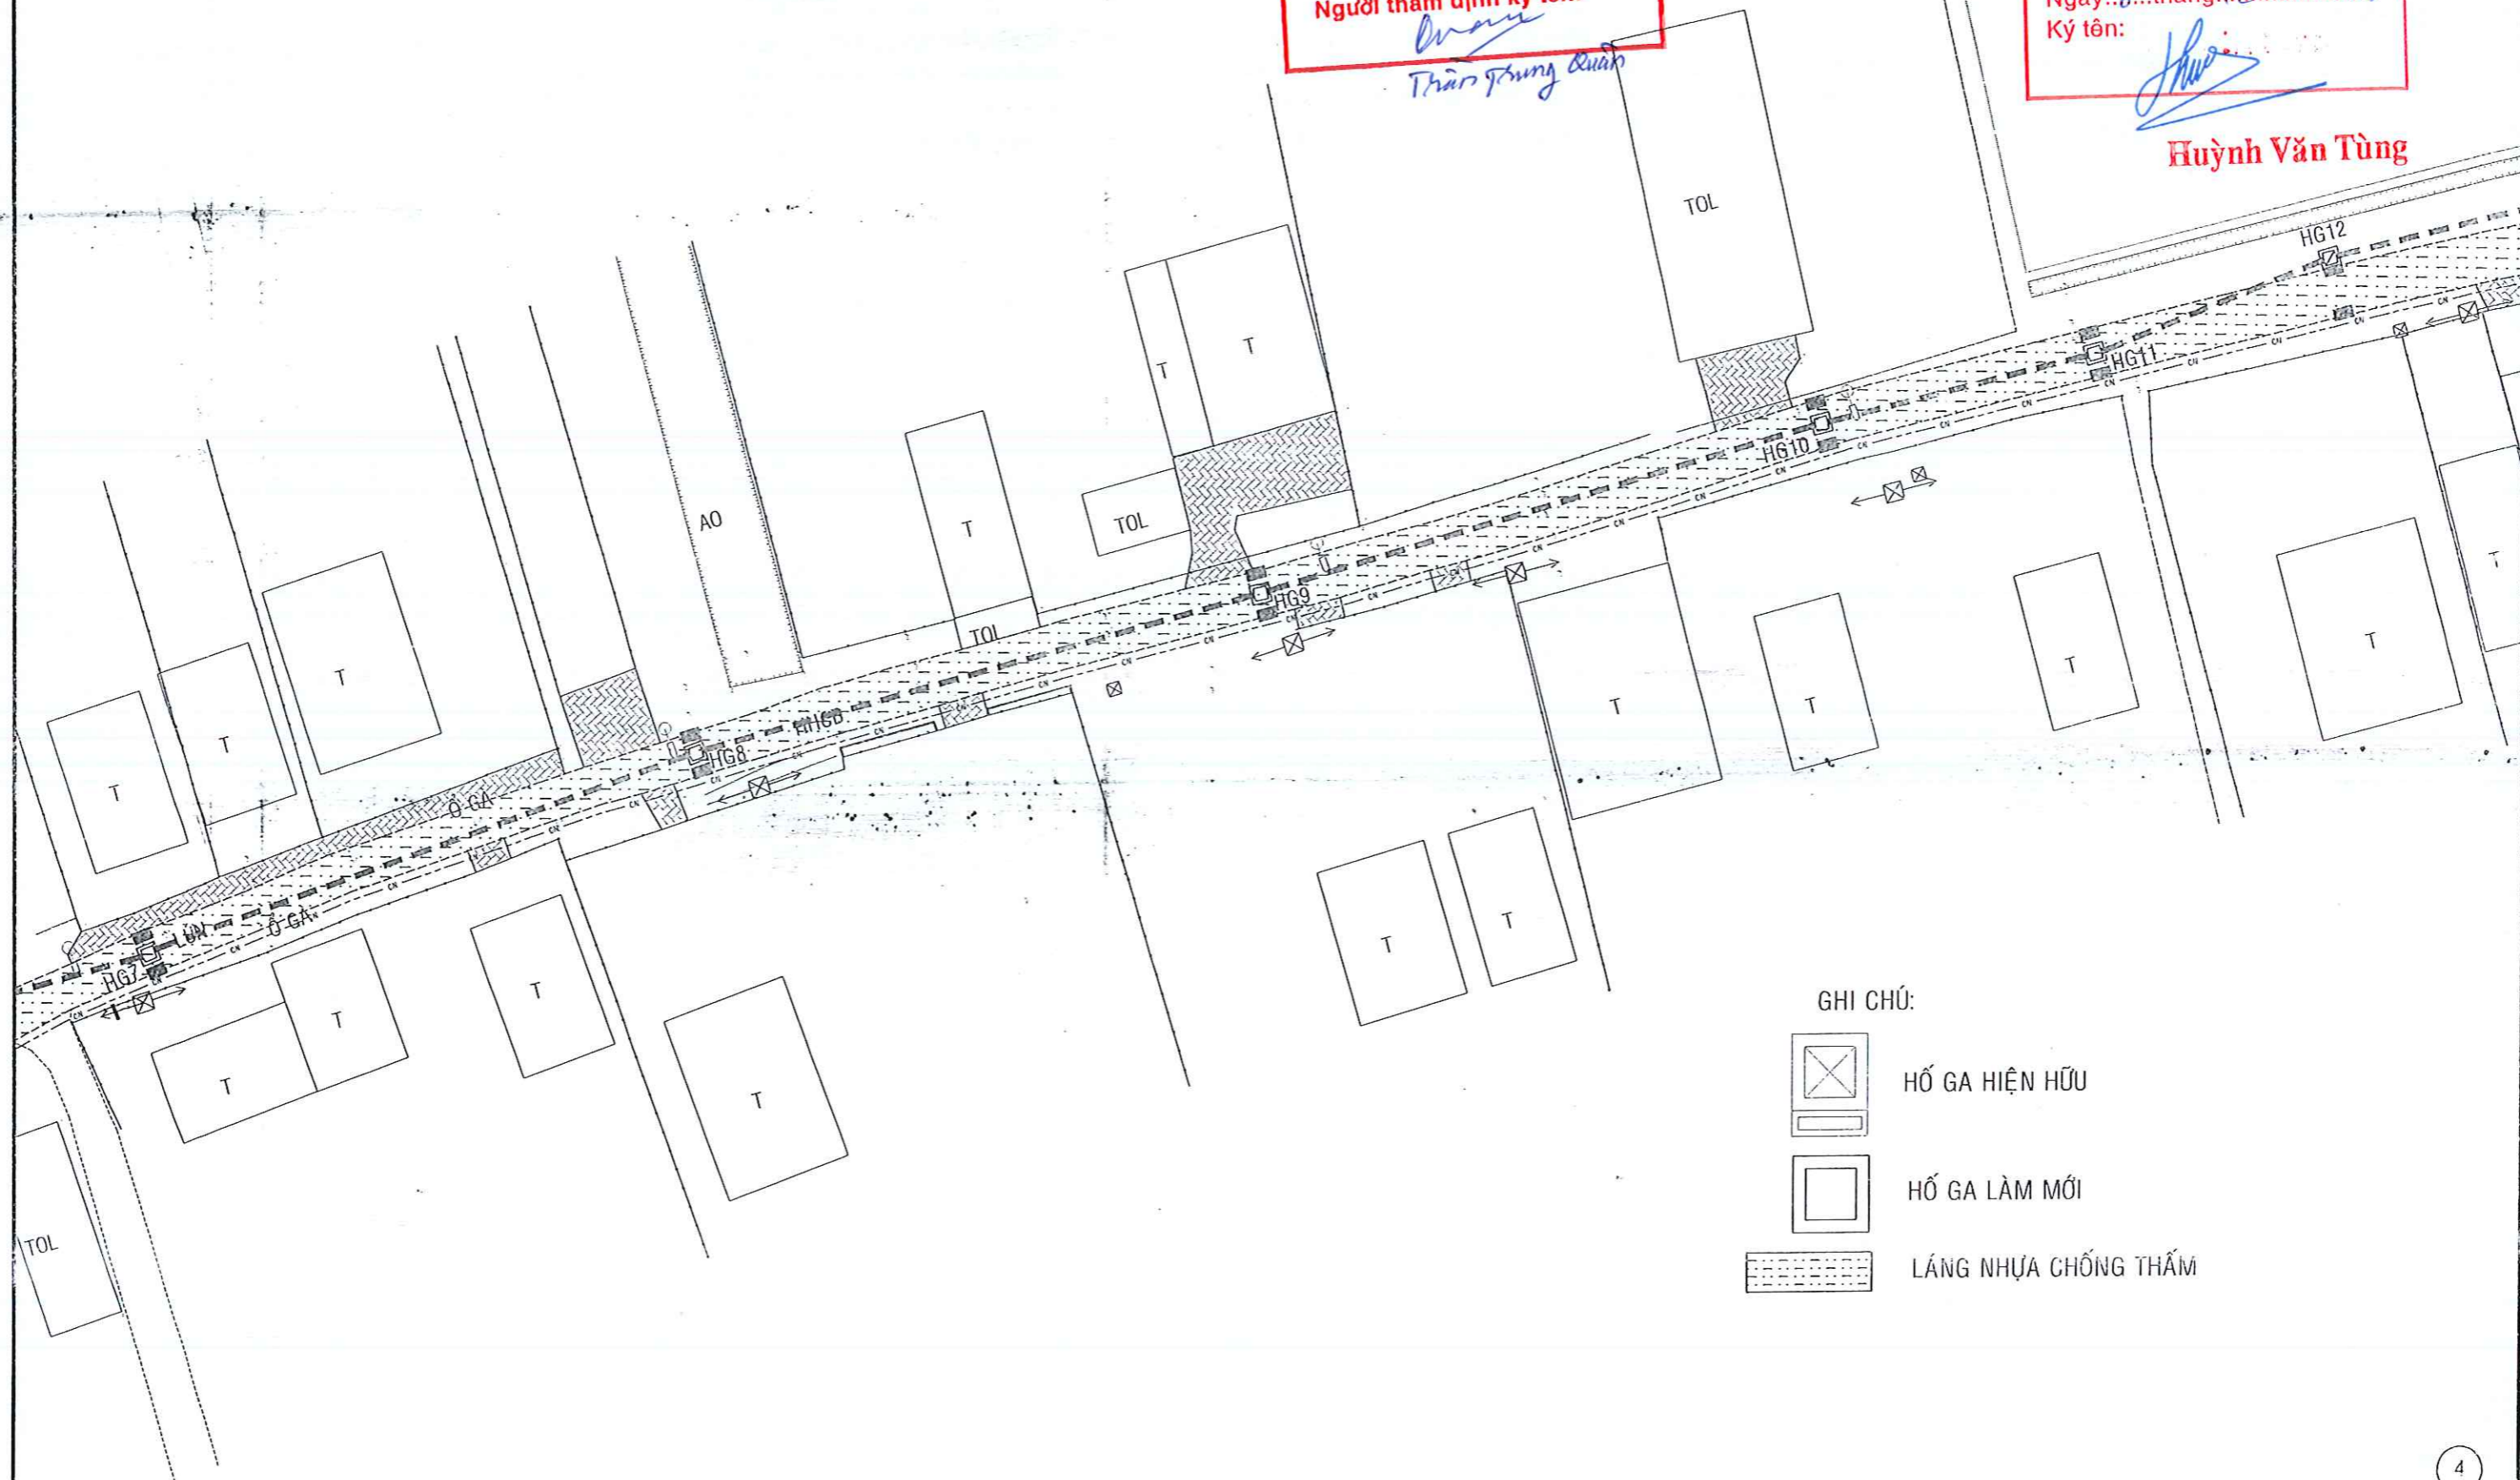 Người thẩm định ký tên
Trần Trung Quân
Ký tên:
Huỳnh Văn Tùng
TOL
HG12
T
T
HG11
HG10
AO
T
TOL
HG9
TOL
T
T
T
T
T
T
T
HG8
T
T
Ổ GA
T
T
LÚN
Ổ GA
HG7
T
T
T
T
T
TOL
GHI CHÚ:
HỐ GA HIỆN HỮU
HỐ GA LÀM MỚI
LÁNG NHỰA CHỐNG THẤM
4